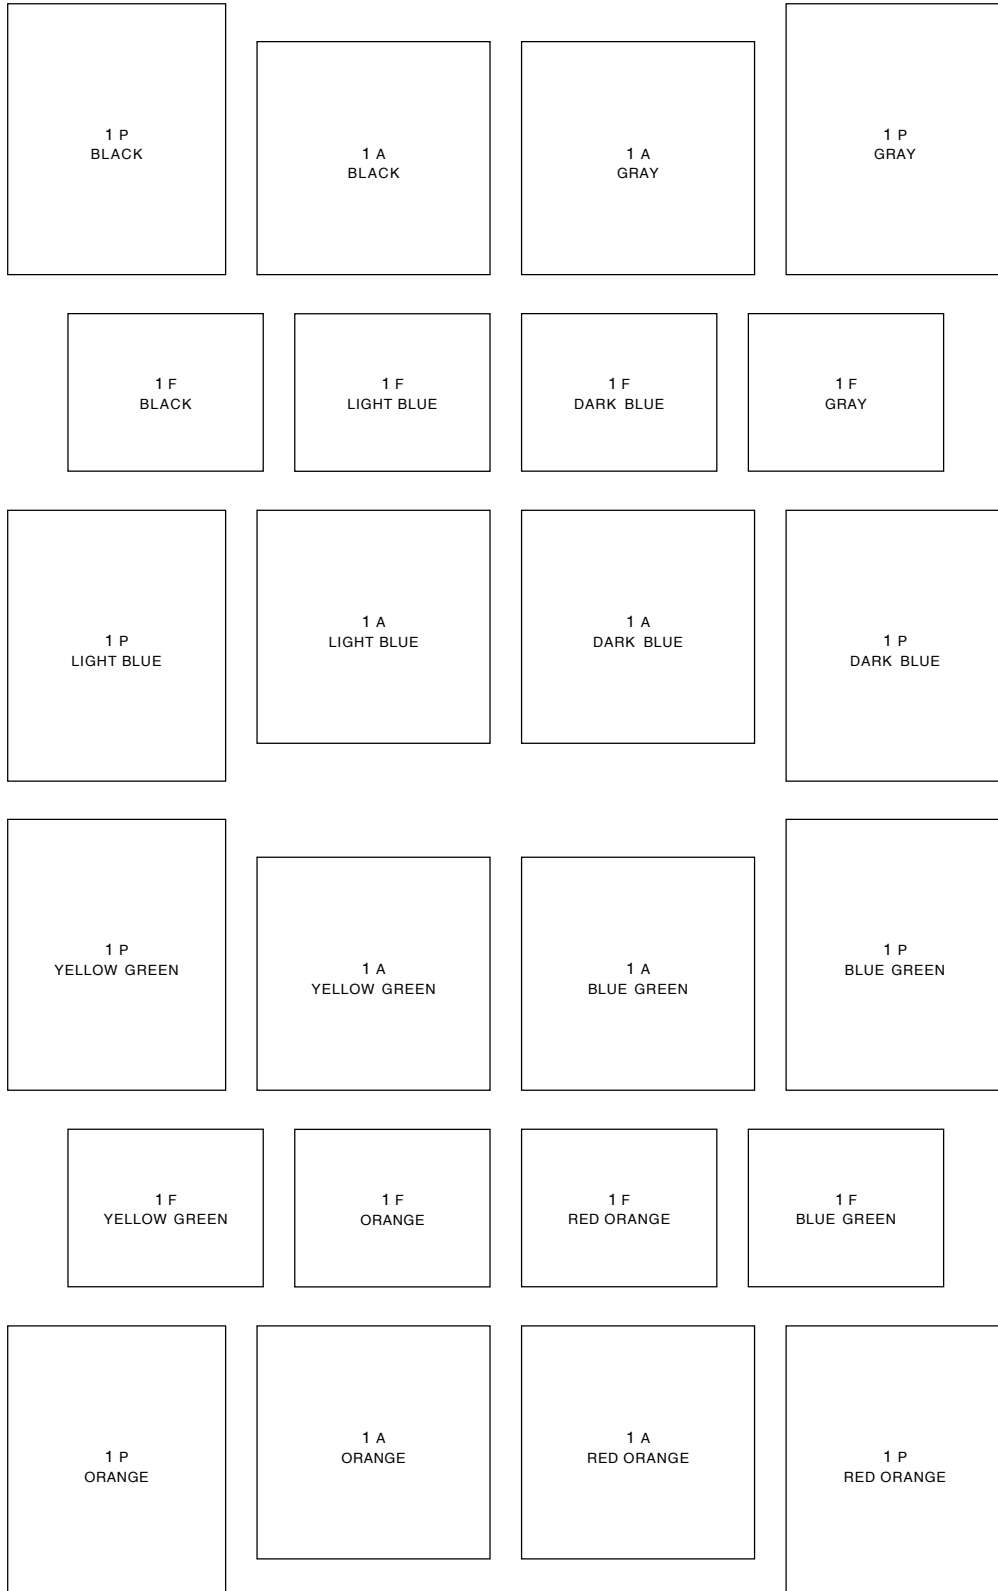 1 P
BLACK
1 A
BLACK
1 A
GRAY
1 P
GRAY
1 F
BLACK
1 F
LIGHT BLUE
1 F
DARK BLUE
1 F
GRAY
1 P
LIGHT BLUE
1 A
LIGHT BLUE
1 A
DARK BLUE
1 P
DARK BLUE
1 P
YELLOW GREEN
1 A
YELLOW GREEN
1 A
BLUE GREEN
1 P
BLUE GREEN
1 F
YELLOW GREEN
1 F
ORANGE
1 F
RED ORANGE
1 F
BLUE GREEN
1 P
ORANGE
1 A
ORANGE
1 A
RED ORANGE
1 P
RED ORANGE